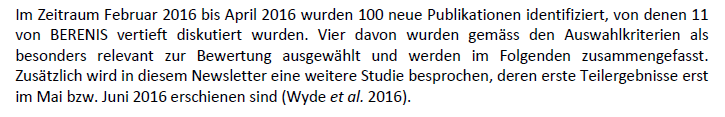 Im Zeitraum Februar 2016 bis April 2016 wurden 100 neue Publikationen identifiziert, von denen 11
von BERENIS vertieft diskutiert wurden. Vier davon wurden gemäss den Auswahlkriterien als
besonders relevant zur Bewertung ausgewählt und werden im Folgenden zusammengefasst.
Zusätzlich wird in diesem Newsletter eine weitere Studie besprochen, deren erste Teilergebnisse erst
im Mai bzw. Juni 2016 erschienen sind (Wyde et al. 2016).